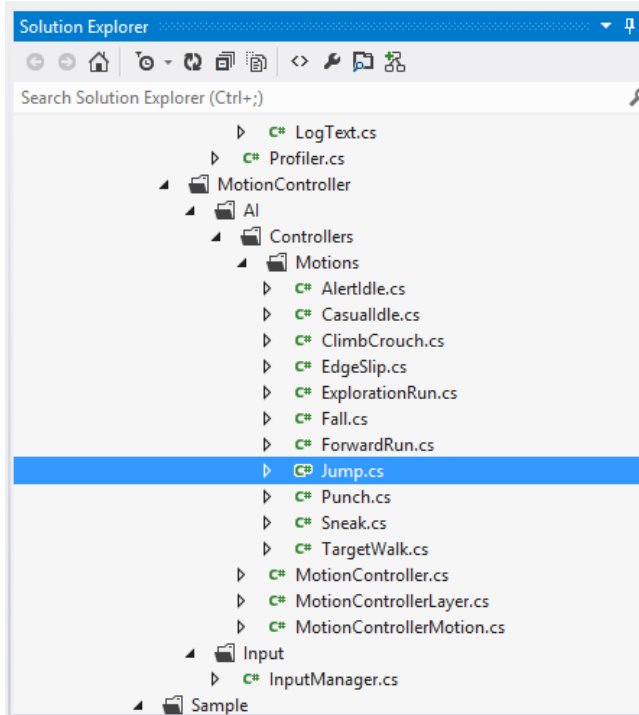 Solution Explorer
Search Solution Explorer (Ctrl+;)
C# LogText.cs
C# Profiler.cs
MotionController
AI
Controllers
Motions
C# AlertIdle.cs
C# CasualIdle.cs
C# ClimbCrouch.cs
C# EdgeSlip.cs
C# ExplorationRun.cs
C# Fall.cs
C# ForwardRun.cs
C# Jump.cs
C# Punch.cs
C# Sneak.cs
C# TargetWalk.cs
C# MotionController.cs
C# MotionControllerLayer.cs
C# MotionControllerMotion.cs
Input
C# InputManager.cs
Sample